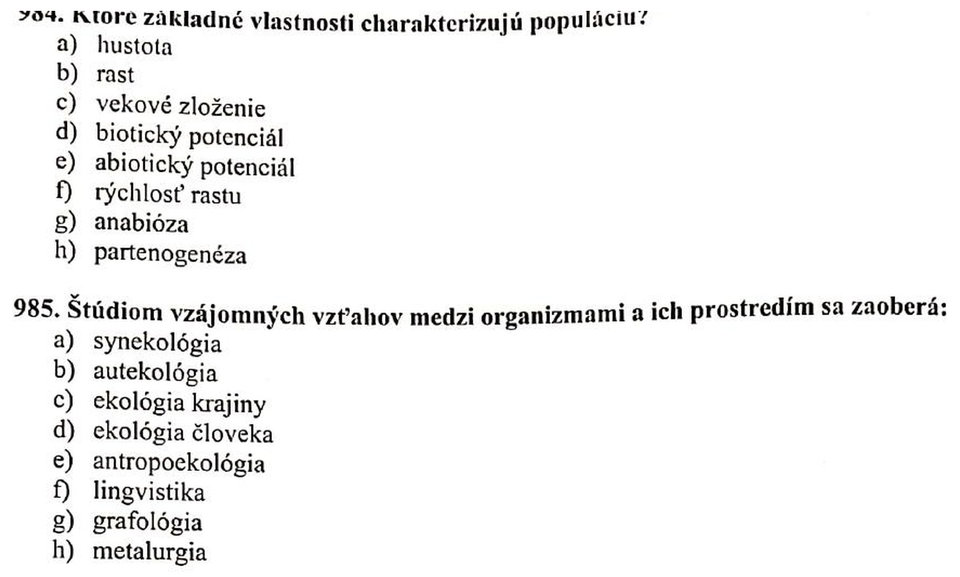 984. Ktoré základné vlastnosti charakterizujú populáciu?
a) hustota
b) rast
c) vekové zloženie
d) biotický potenciál
e) abiotický potenciál
f) rýchlosť rastu
g) anabióza
h) partenogenéza
985. Štúdiom vzájomných vzťahov medzi organizmami a ich prostredím sa zaoberá:
a) synekológia
b) autekológia
c) ekológia krajiny
d) ekológia človeka
e) antropoekológia
f) lingvistika
g) grafológia
h) metalurgia